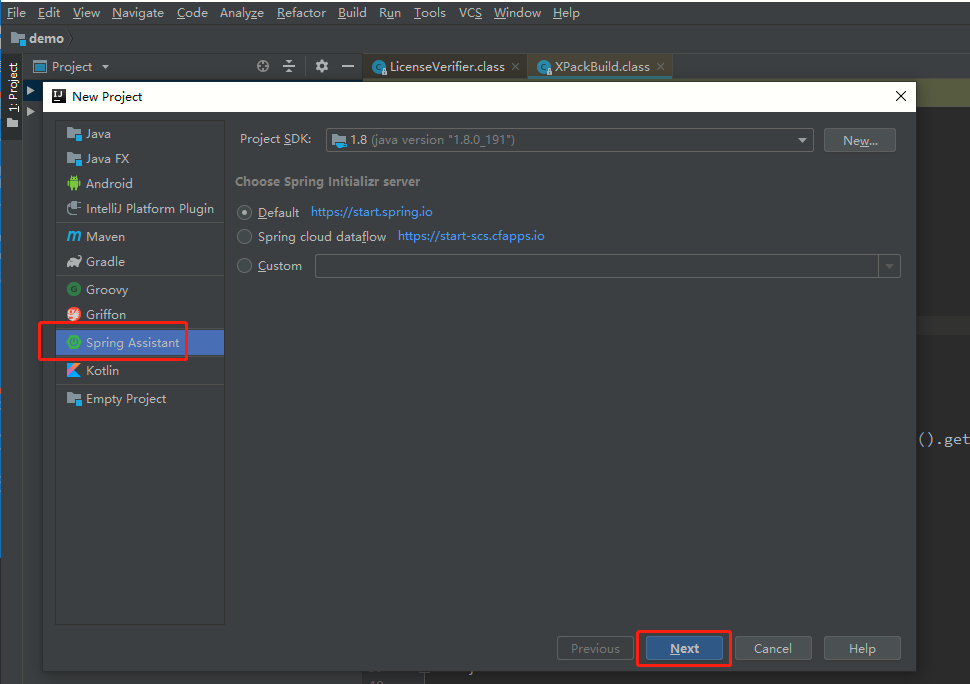 File Edit View Navigate Code Analyze Refactor Build Run Tools VCS Window Help
demo
Project LicenseVerifier.class XPackBuild.class
1: Project
New Project
Java
Java FX
Android
IntelliJ Platform Plugin
Maven
Gradle
Groovy
Griffon
Spring Assistant
Kotlin
Empty Project
Project SDK: 1.8 (java version "1.8.0_191") New...
Choose Spring Initializr server
Default https://start.spring.io
Spring cloud dataflow https://start-scs.cfapps.io
Custom
().get
Previous Next Cancel Help